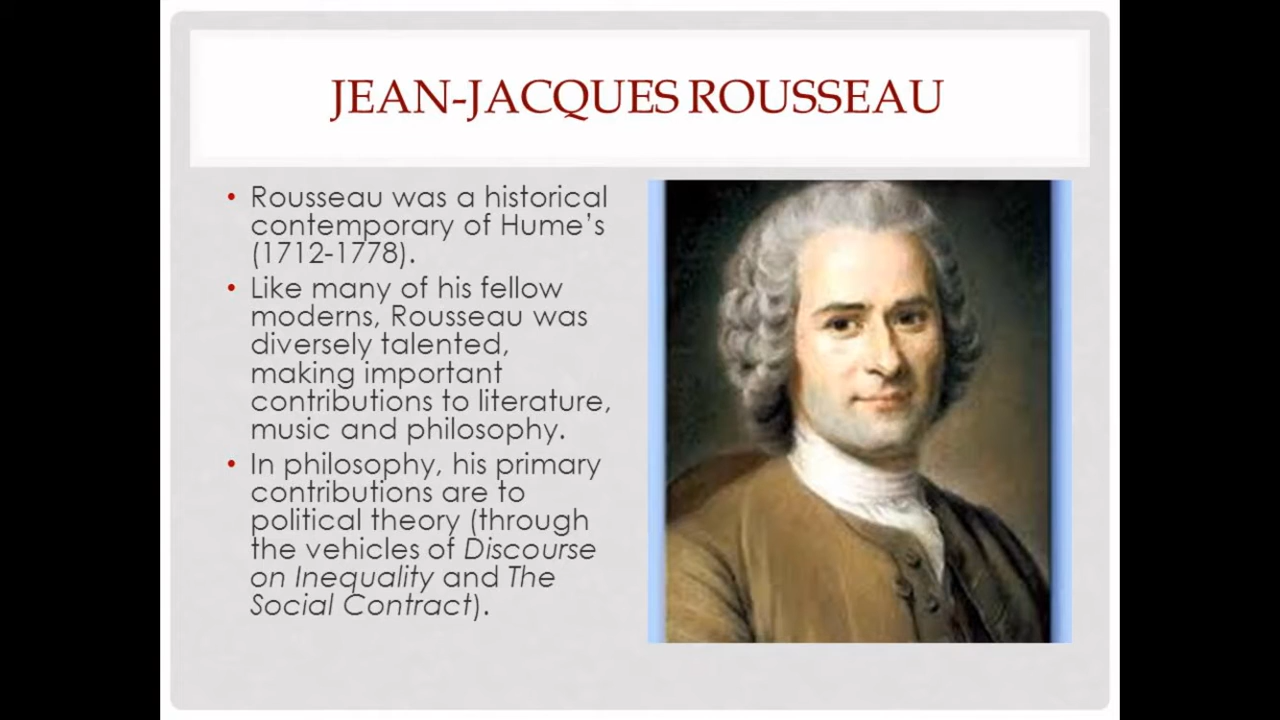 JEAN-JACQUES ROUSSEAU
• Rousseau was a historical
contemporary of Hume’s
(1712-1778).
• Like many of his fellow
moderns, Rousseau was
diversely talented,
making important
contributions to literature,
music and philosophy.
• In philosophy, his primary
contributions are to
political theory (through
the vehicles of Discourse
on Inequality and The
Social Contract).